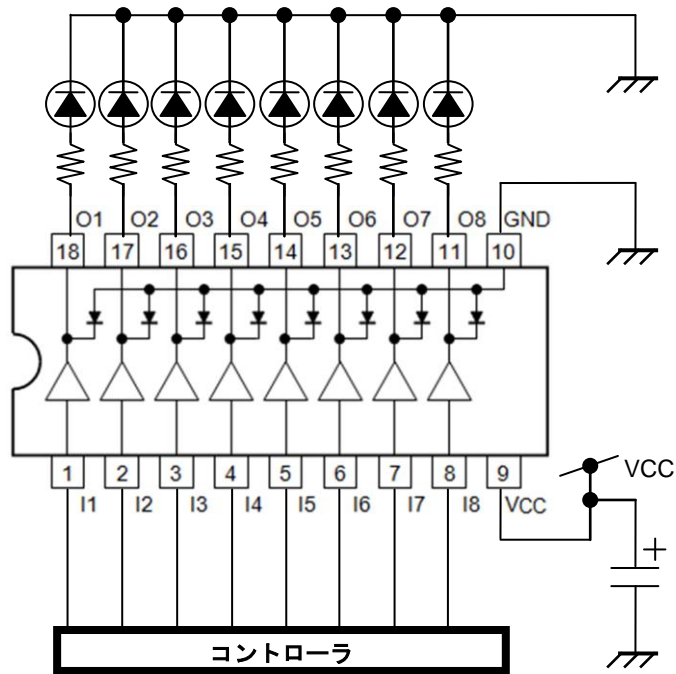 O1 O2 O3 O4 O5 O6 O7 O8 GND
18 17 16 15 14 13 12 11 10
1 2 3 4 5 6 7 8 9
VCC
I1 I2 I3 I4 I5 I6 I7 I8 VCC
+
コントローラ